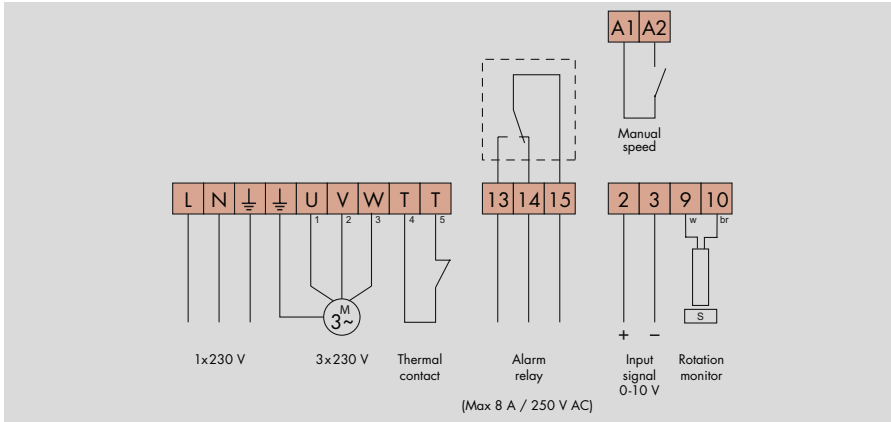 A1 A2
Manual
speed
L N U V W T T
1 2 3 4 5
13 14 15
2 3 9 10
w br
M
3~
S
+ −
1x230 V
3x230 V
Thermal
contact
Alarm
relay
(Max 8 A / 250 V AC)
Input
signal
0-10 V
Rotation
monitor